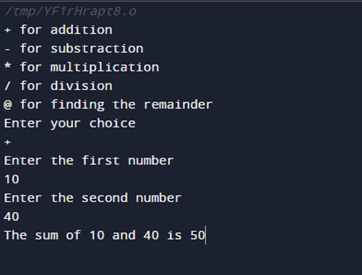 /tmp/YF1rHrapt8.o
+ for addition
- for substraction
* for multiplication
/ for division
@ for finding the remainder
Enter your choice
+
Enter the first number
10
Enter the second number
40
The sum of 10 and 40 is 50